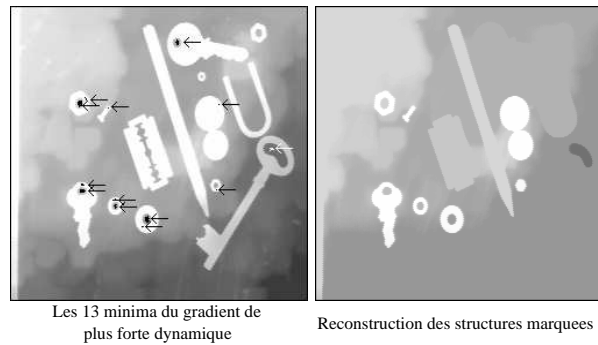 Les 13 minima du gradient de
plus forte dynamique
Reconstruction des structures marquees